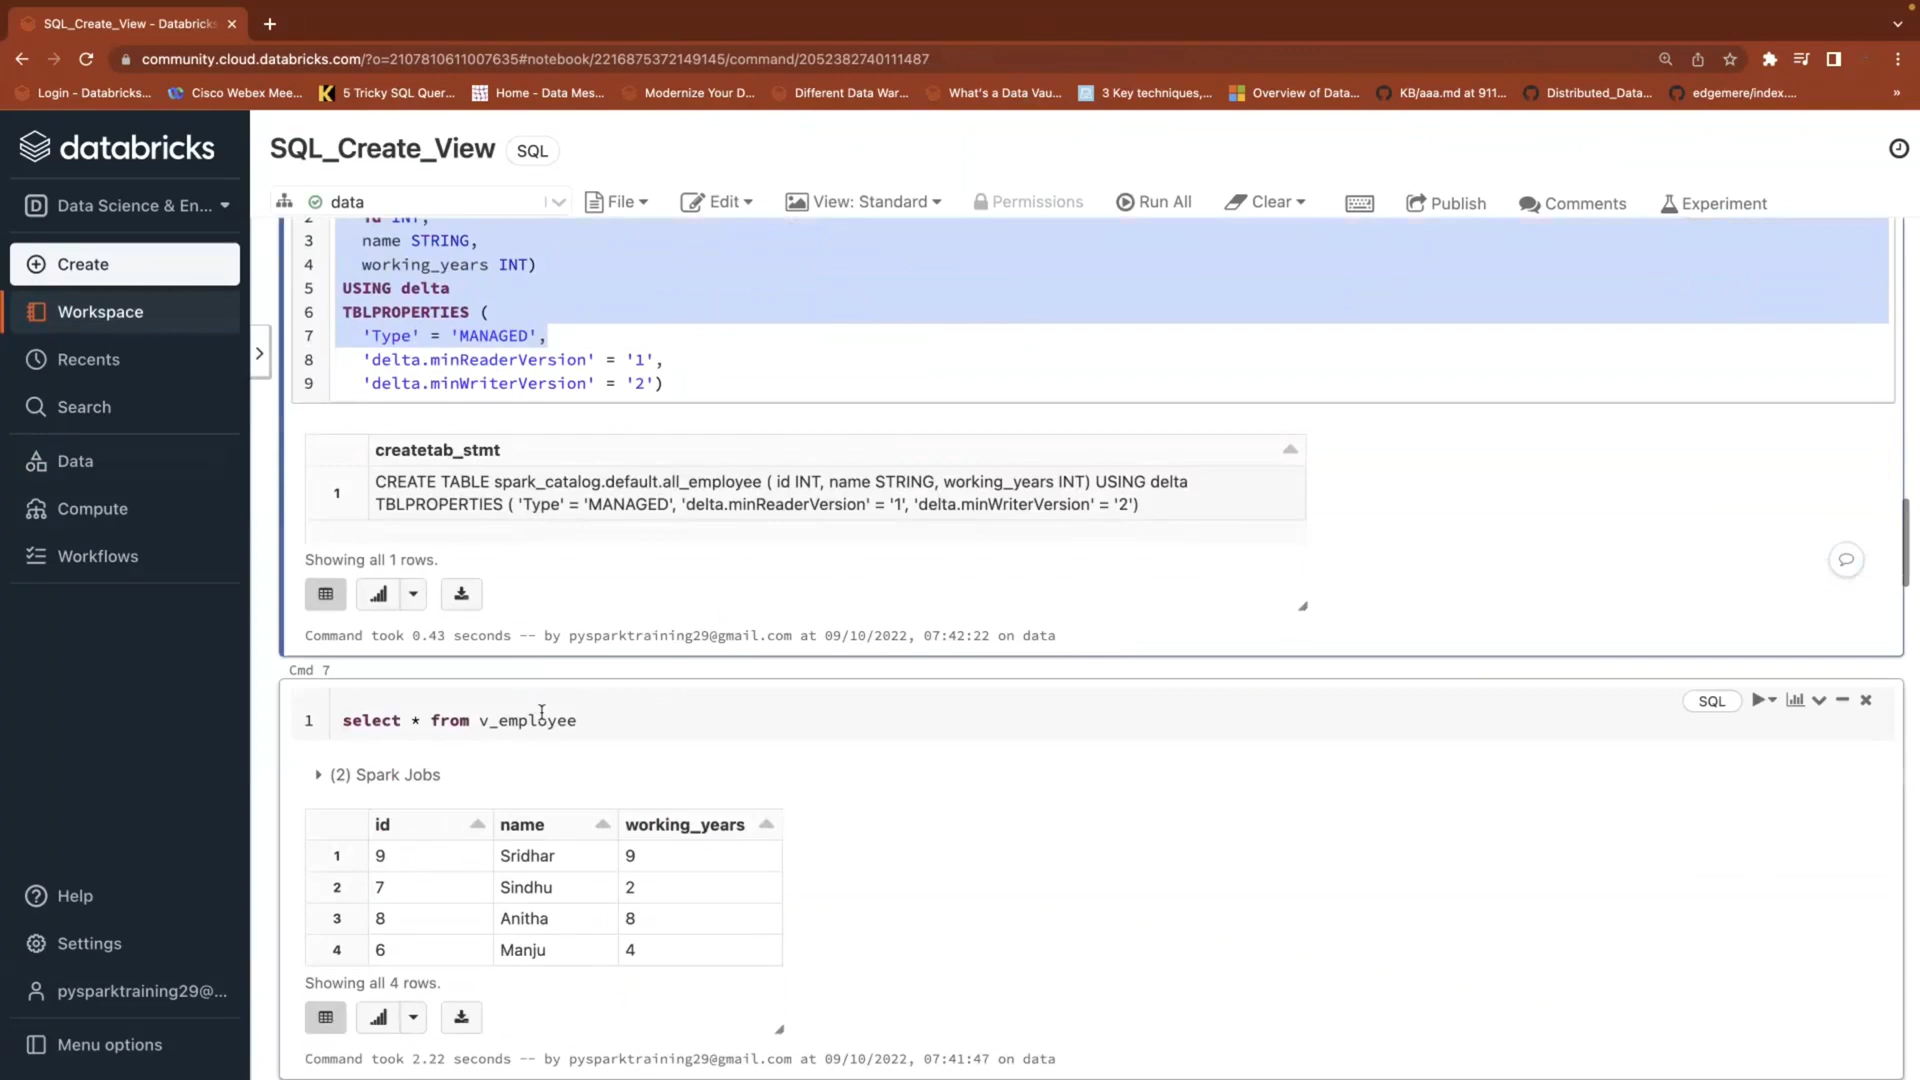 SQL_Create_View - Databricks
community.cloud.databricks.com/?o=2107810611007635#notebook/2216875372149145/command/2052382740111487
Login - Databricks... Cisco Webex Mee... 5 Tricky SQL Quer... Home - Data Mes... Modernize Your D... Different Data War... What's a Data Vau... 3 Key techniques,... Overview of Data... KB/aaa.md at 911... Distributed_Data... edgemere/index.... »
databricks
Data Science & En...
Create
Workspace
Recents
Search
Data
Compute
Workflows
Help
Settings
pysparktraining29@...
Menu options
SQL_Create_View SQL
data File Edit View: Standard Permissions Run All Clear Publish Comments Experiment
2 id INT,
3 name STRING,
4 working_years INT)
5 USING delta
6 TBLPROPERTIES (
7 'Type' = 'MANAGED',
8 'delta.minReaderVersion' = '1',
9 'delta.minWriterVersion' = '2')
createtab_stmt
1 CREATE TABLE spark_catalog.default.all_employee ( id INT, name STRING, working_years INT) USING delta
TBLPROPERTIES ( 'Type' = 'MANAGED', 'delta.minReaderVersion' = '1', 'delta.minWriterVersion' = '2')
Showing all 1 rows.
Command took 0.43 seconds -- by pysparktraining29@gmail.com at 09/10/2022, 07:42:22 on data
Cmd 7
SQL
1 select * from v_employee
(2) Spark Jobs
id name working_years
1 9 Sridhar 9
2 7 Sindhu 2
3 8 Anitha 8
4 6 Manju 4
Showing all 4 rows.
Command took 2.22 seconds -- by pysparktraining29@gmail.com at 09/10/2022, 07:41:47 on data